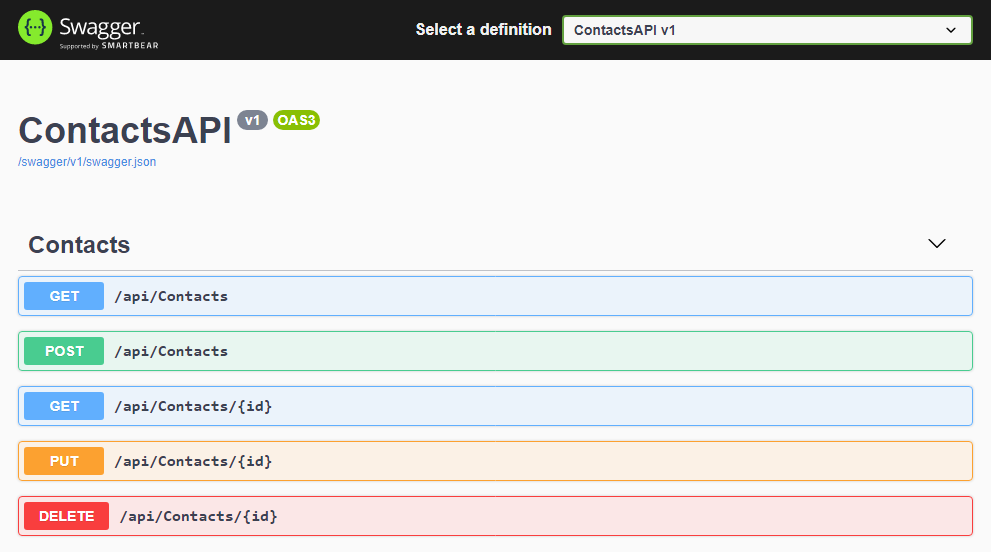 Swagger
Supported by SMARTBEAR
Select a definition
ContactsAPI v1
ContactsAPI v1 OAS3
/swagger/v1/swagger.json
Contacts
GET /api/Contacts
POST /api/Contacts
GET /api/Contacts/{id}
PUT /api/Contacts/{id}
DELETE /api/Contacts/{id}